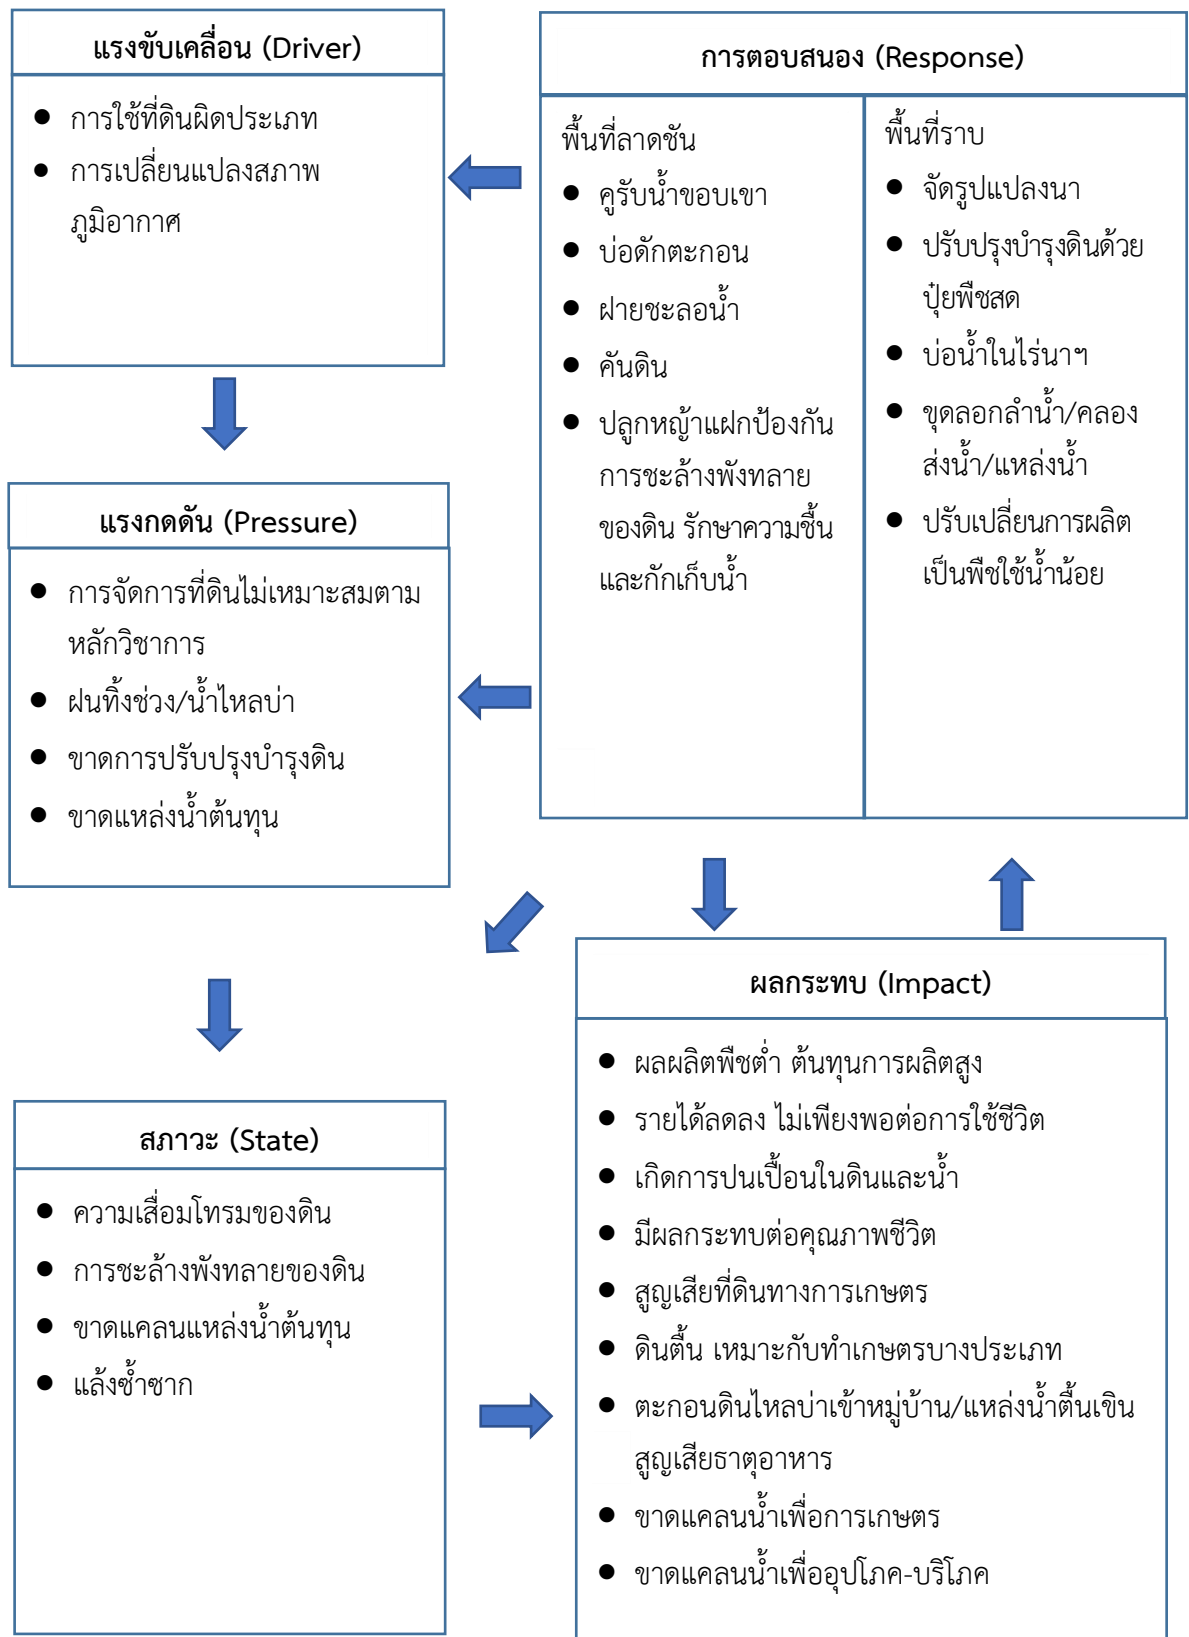 แรงขับเคลื่อน (Driver)
● การใช้ที่ดินผิดประเภท
● การเปลี่ยนแปลงสภาพ
ภูมิอากาศ
การตอบสนอง (Response)
พื้นที่ลาดชัน
● คูรับน้ำขอบเขา
● บ่อดักตะกอน
● ฝายชะลอน้ำ
● คันดิน
● ปลูกหญ้าแฝกป้องกัน
การชะล้างพังทลาย
ของดิน รักษาความชื้น
และกักเก็บน้ำ
พื้นที่ราบ
● จัดรูปแปลงนา
● ปรับปรุงบำรุงดินด้วย
ปุ๋ยพืชสด
● บ่อน้ำในไร่นาฯ
● ขุดลอกลำน้ำ/คลอง
ส่งน้ำ/แหล่งน้ำ
● ปรับเปลี่ยนการผลิต
เป็นพืชใช้น้ำน้อย
แรงกดดัน (Pressure)
● การจัดการที่ดินไม่เหมาะสมตาม
หลักวิชาการ
● ฝนทิ้งช่วง/น้ำไหลบ่า
● ขาดการปรับปรุงบำรุงดิน
● ขาดแหล่งน้ำต้นทุน
สภาวะ (State)
● ความเสื่อมโทรมของดิน
● การชะล้างพังทลายของดิน
● ขาดแคลนแหล่งน้ำต้นทุน
● แล้งซ้ำซาก
ผลกระทบ (Impact)
● ผลผลิตพืชต่ำ ต้นทุนการผลิตสูง
● รายได้ลดลง ไม่เพียงพอต่อการใช้ชีวิต
● เกิดการปนเปื้อนในดินและน้ำ
● มีผลกระทบต่อคุณภาพชีวิต
● สูญเสียที่ดินทางการเกษตร
● ดินตื้น เหมาะกับทำเกษตรบางประเภท
● ตะกอนดินไหลบ่าเข้าหมู่บ้าน/แหล่งน้ำตื้นเขิน
สูญเสียธาตุอาหาร
● ขาดแคลนน้ำเพื่อการเกษตร
● ขาดแคลนน้ำเพื่ออุปโภค-บริโภค